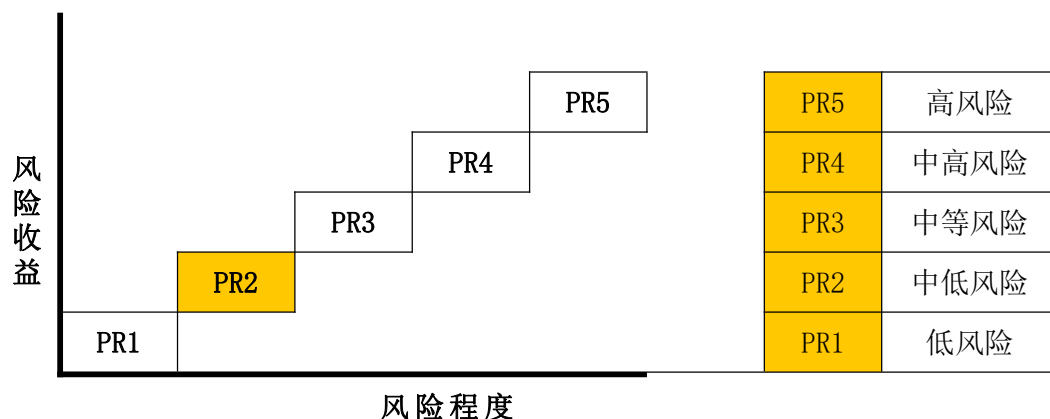 PR5
PR4
PR3
PR2
PR1
风险收益
风险程度
PR5 高风险
PR4 中高风险
PR3 中等风险
PR2 中低风险
PR1 低风险